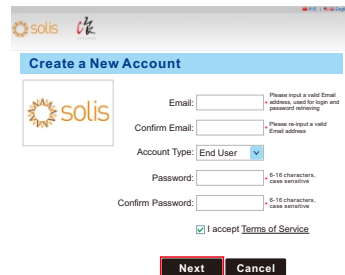 solis
Create a New Account
solis
Email:
* Please input a valid Email address, used for login and password retrieving
Confirm Email:
* Please re-input a valid Email address
Account Type: End User
Password:
* 6-16 characters, case sensitive
Confirm Password:
* 6-16 characters, case sensitive
I accept Terms of Service
Next Cancel